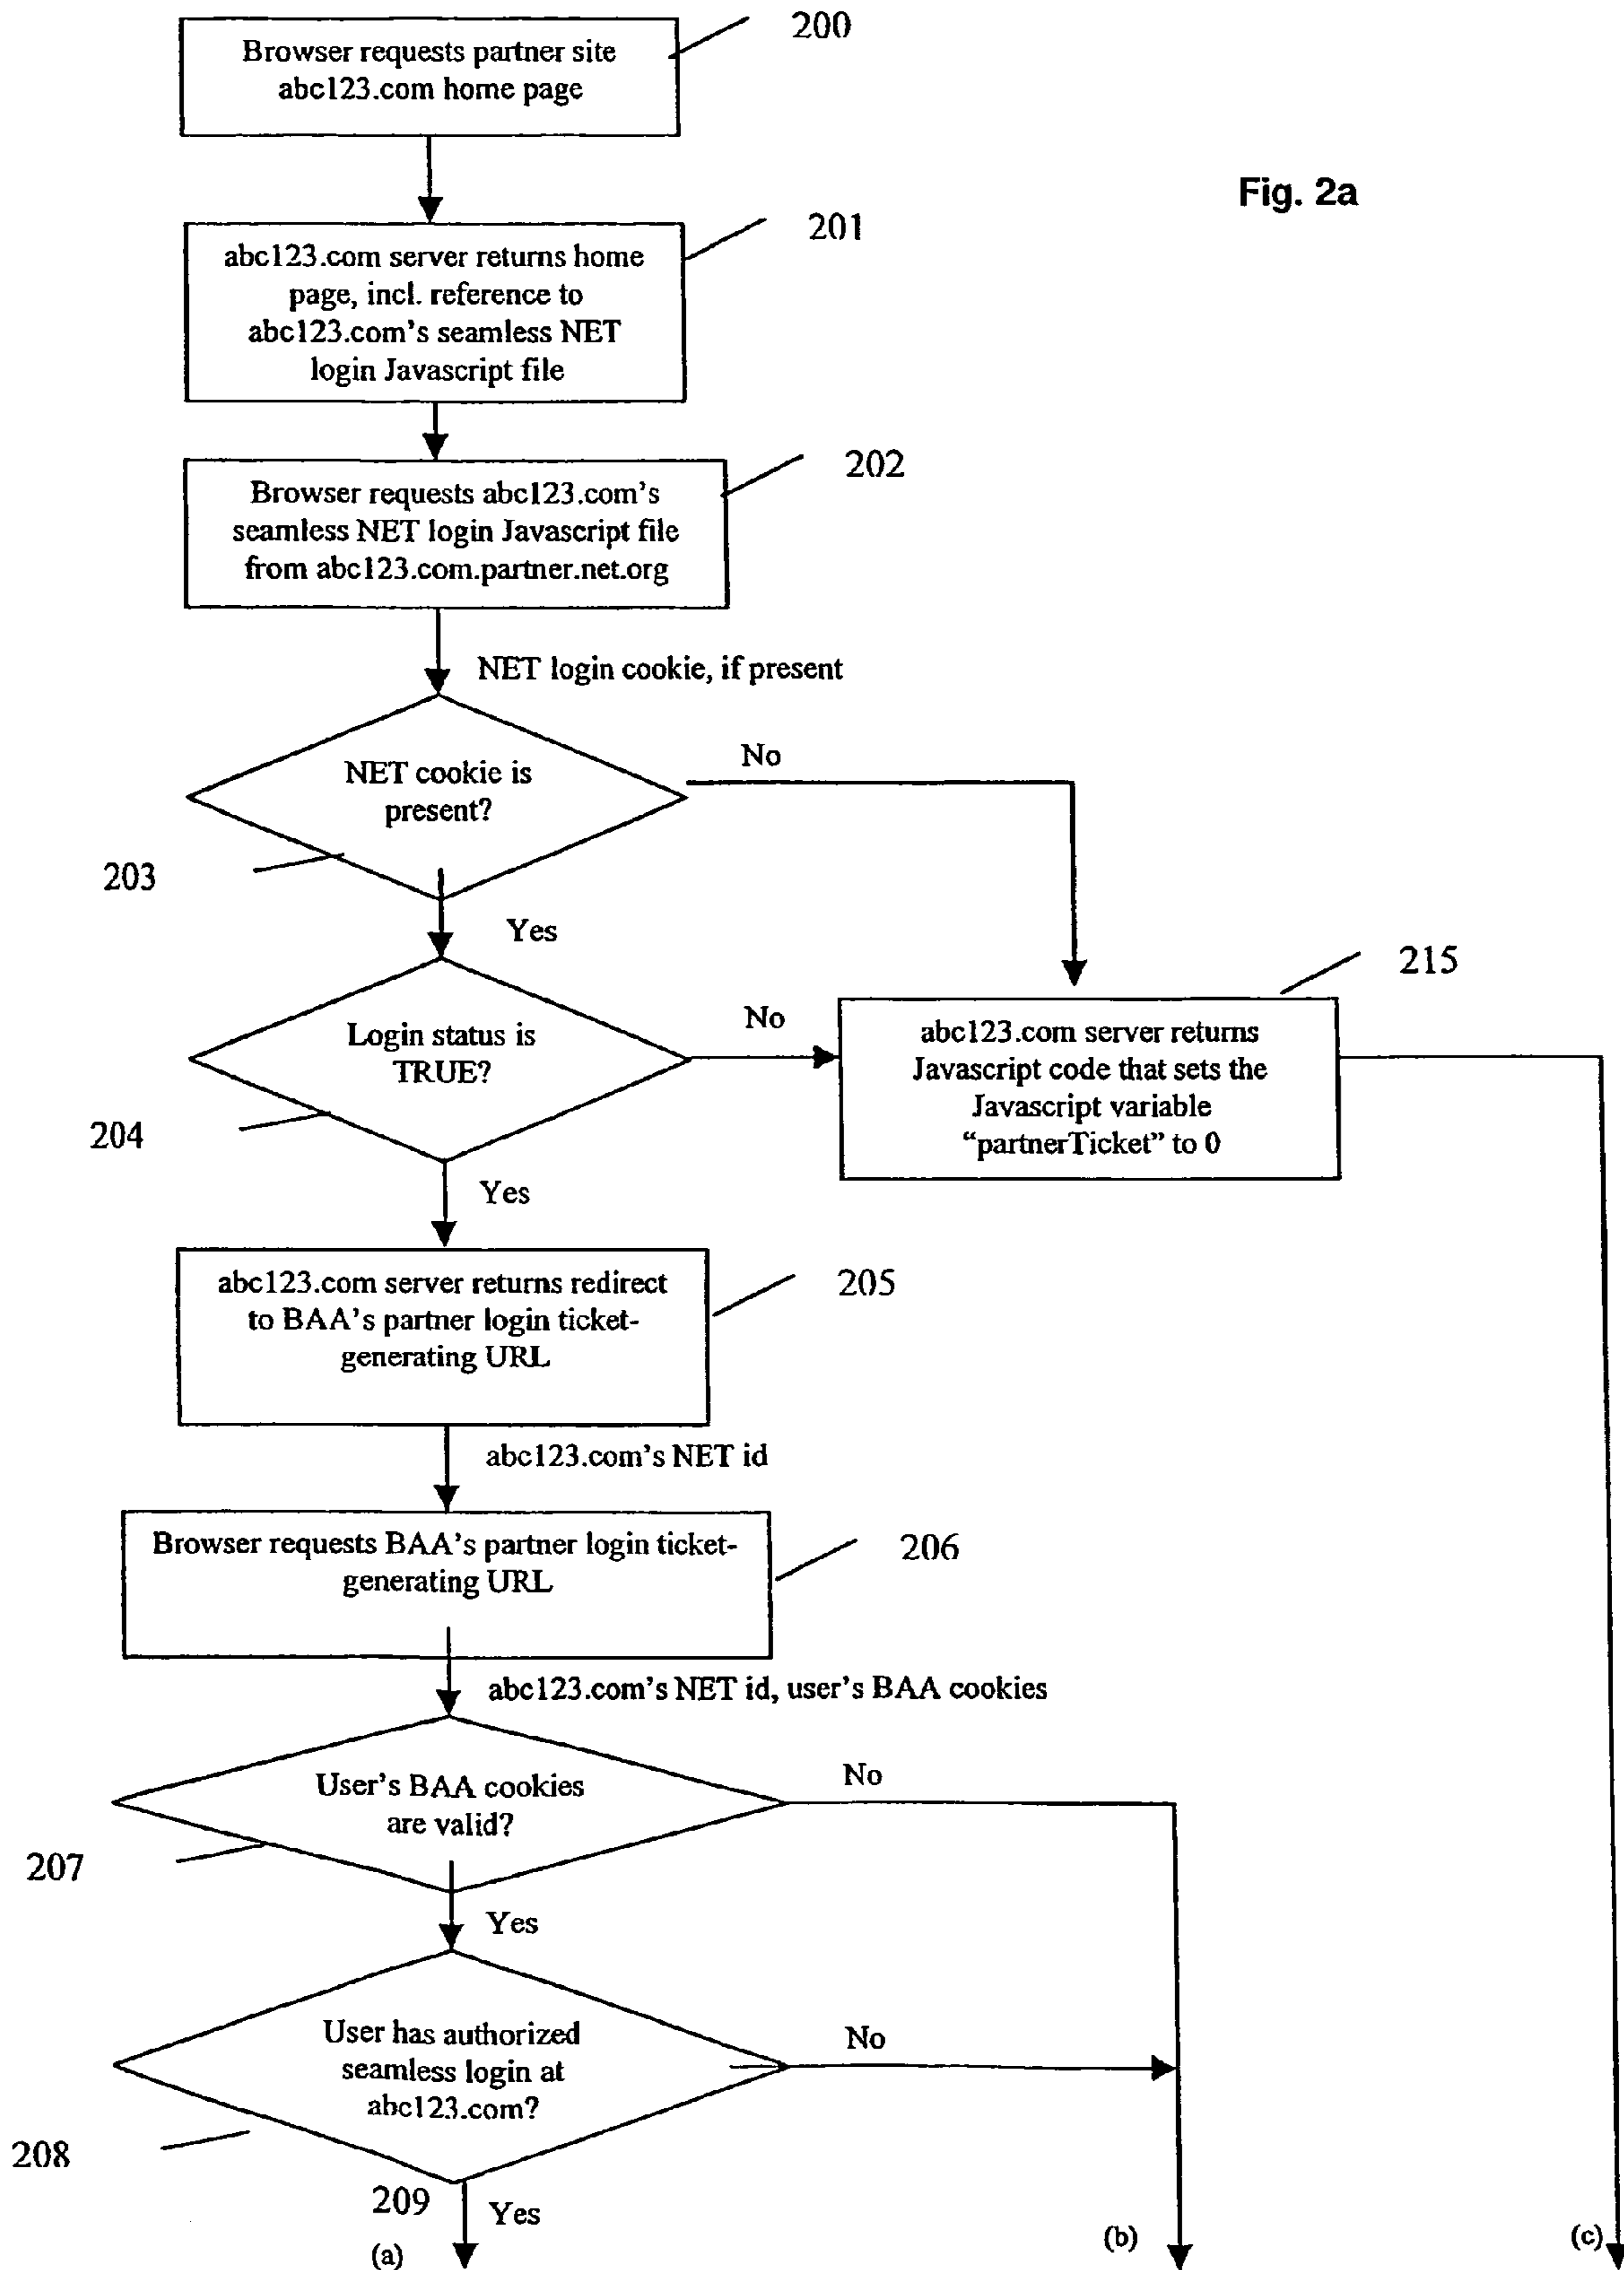 200
Browser requests partner site
abc123.com home page
Fig. 2a
201
abc123.com server returns home
page, incl. reference to
abc123.com's seamless NET
login Javascript file
202
Browser requests abc123.com's
seamless NET login Javascript file
from abc123.com.partner.net.org
NET login cookie, if present
No
NET cookie is
present?
203
Yes
215
No
Login status is
TRUE?
abc123.com server returns
Javascript code that sets the
Javascript variable
“partnerTicket” to 0
204
Yes
205
abc123.com server returns redirect
to BAA's partner login ticket-
generating URL
abc123.com's NET id
206
Browser requests BAA's partner login ticket-
generating URL
abc123.com's NET id, user's BAA cookies
No
User's BAA cookies
are valid?
207
Yes
No
User has authorized
seamless login at
abc123.com?
208
209
Yes
(a)
(b)
(c)